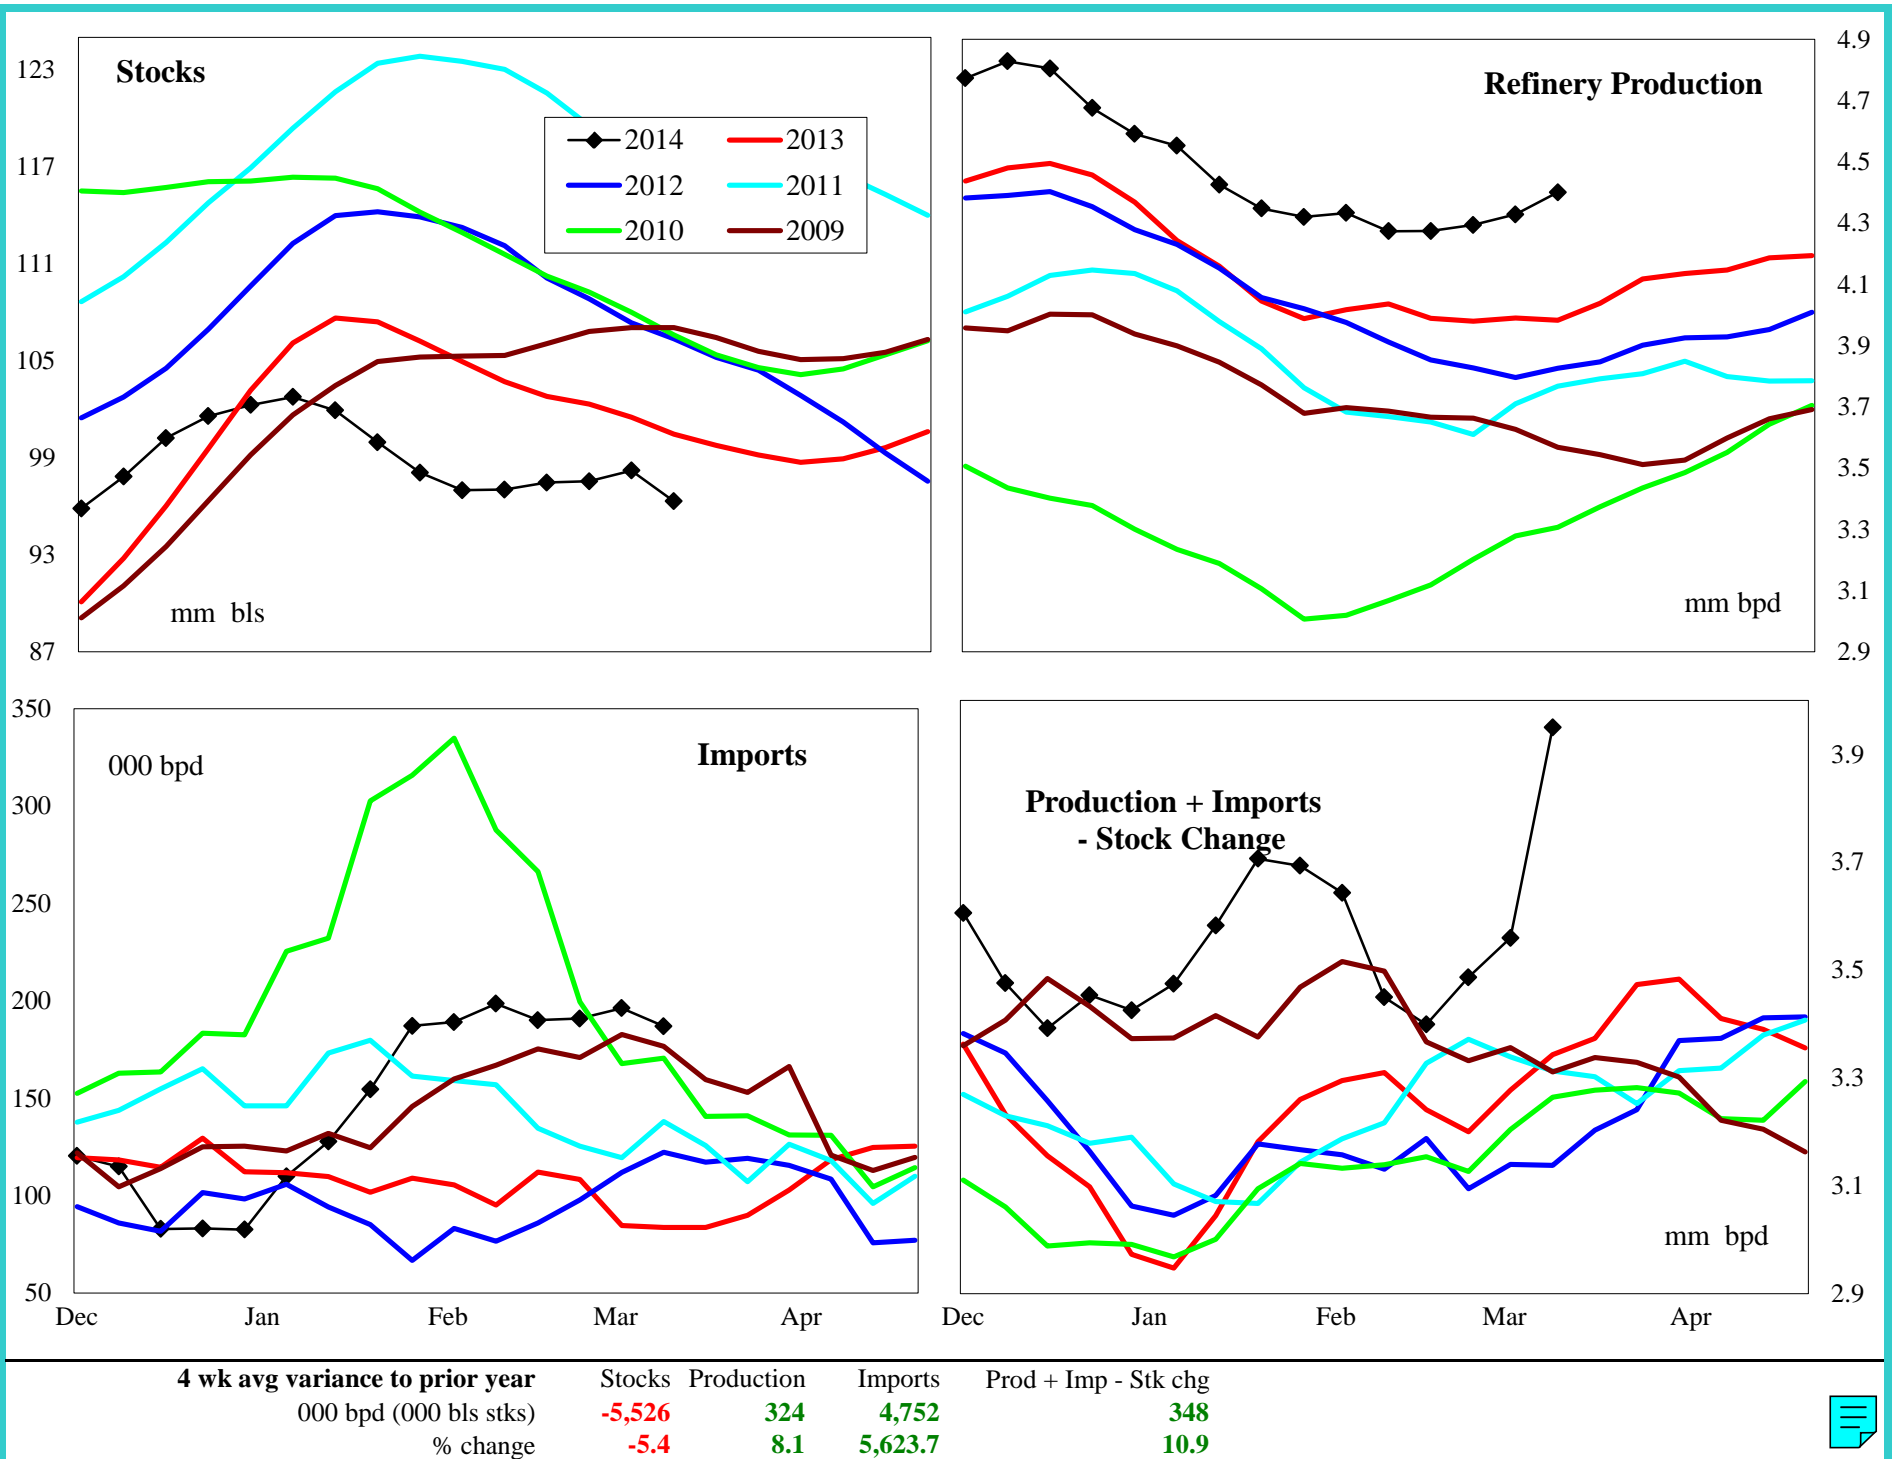 Stocks
123
117
111
105
99
93
87
2014 2013
2012 2011
2010 2009
mm bls
Refinery Production
4.9
4.7
4.5
4.3
4.1
3.9
3.7
3.5
3.3
3.1
2.9
mm bpd
Imports
000 bpd
350
300
250
200
150
100
50
Dec Jan Feb Mar Apr
Production + Imports
- Stock Change
3.9
3.7
3.5
3.3
3.1
2.9
mm bpd
Dec Jan Feb Mar Apr
4 wk avg variance to prior year Stocks Production Imports Prod + Imp - Stk chg
000 bpd (000 bls stks) -5,526 324 4,752 348
% change -5.4 8.1 5,623.7 10.9